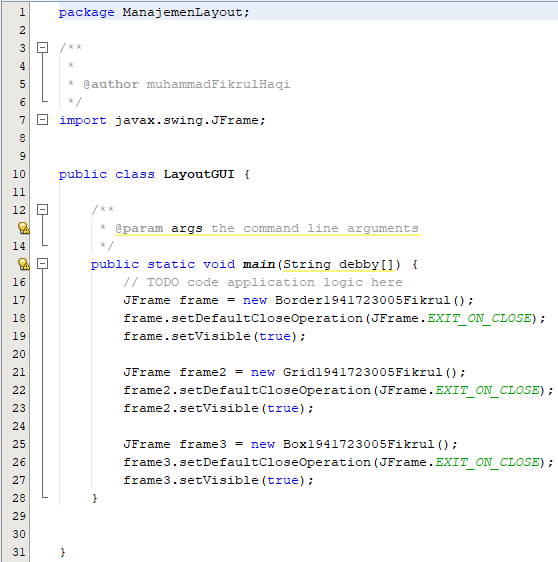 1 package ManajemenLayout;
2
3 /**
4 *
5 * @author muhammadFikrulHaqi
6 */
7 import javax.swing.JFrame;
8
9
10 public class LayoutGUI {
11
12 /**
* @param args the command line arguments
14 */
public static void main(String debby[]) {
16 // TODO code application logic here
17 JFrame frame = new Border1941723005Fikrul();
18 frame.setDefaultCloseOperation(JFrame.EXIT_ON_CLOSE);
19 frame.setVisible(true);
20
21 JFrame frame2 = new Grid1941723005Fikrul();
22 frame2.setDefaultCloseOperation(JFrame.EXIT_ON_CLOSE);
23 frame2.setVisible(true);
24
25 JFrame frame3 = new Box1941723005Fikrul();
26 frame3.setDefaultCloseOperation(JFrame.EXIT_ON_CLOSE);
27 frame3.setVisible(true);
28 }
29
30
31 }